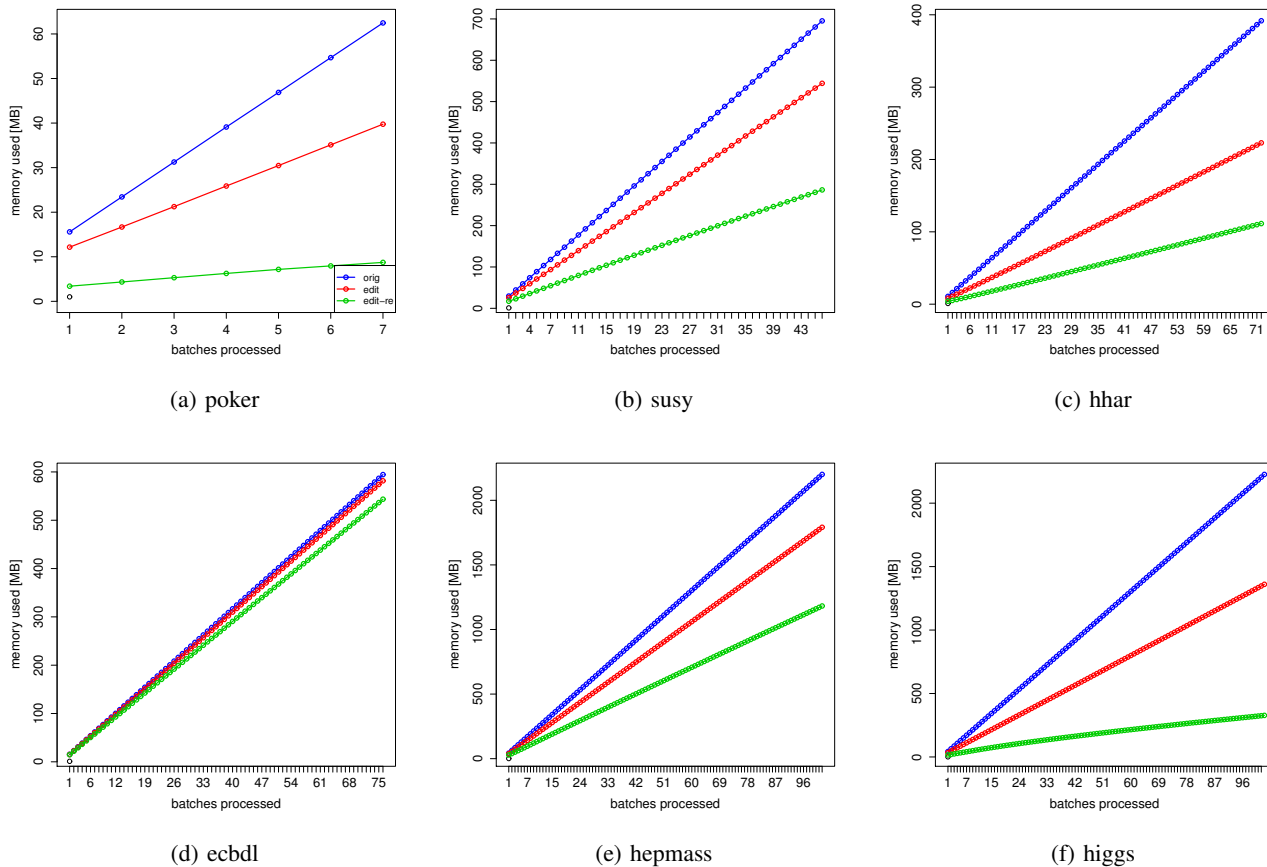 60
50
40
30
20
10
0
memory used [MB]
orig
edit
edit−re
1 2 3 4 5 6 7
batches processed
(a) poker
700
600
500
400
300
200
100
0
memory used [MB]
1 4 7 11 15 19 23 27 31 35 39 43
batches processed
(b) susy
400
300
200
100
0
memory used [MB]
1 6 11 17 23 29 35 41 47 53 59 65 71
batches processed
(c) hhar
600
500
400
300
200
100
0
memory used [MB]
1 6 12 19 26 33 40 47 54 61 68 75
batches processed
(d) ecbdl
2000
1500
1000
500
0
memory used [MB]
1 7 15 24 33 42 51 60 69 78 87 96
batches processed
(e) hepmass
2000
1500
1000
500
0
memory used [MB]
1 7 15 24 33 42 51 60 69 78 87 96
batches processed
(f) higgs